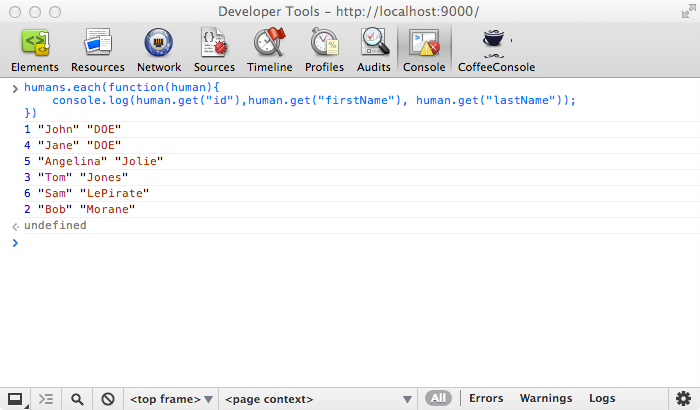 Developer Tools – http://localhost:9000/
Elements Resources Network Sources Timeline Profiles Audits Console CoffeeConsole
humans.each(function(human){
console.log(human.get("id"),human.get("firstName"), human.get("lastName"));
})
1 "John" "DOE"
4 "Jane" "DOE"
5 "Angelina" "Jolie"
3 "Tom" "Jones"
6 "Sam" "LePirate"
2 "Bob" "Morane"
undefined
<top frame> <page context> All Errors Warnings Logs